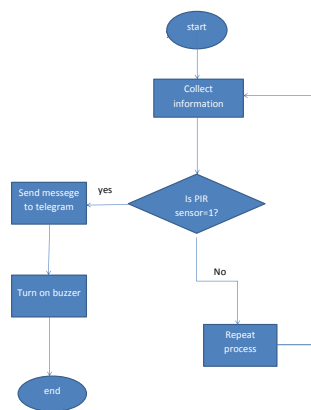 start
Collect
information
Is PIR
sensor=1?
yes
Send messege
to telegram
Turn on buzzer
end
No
Repeat
process